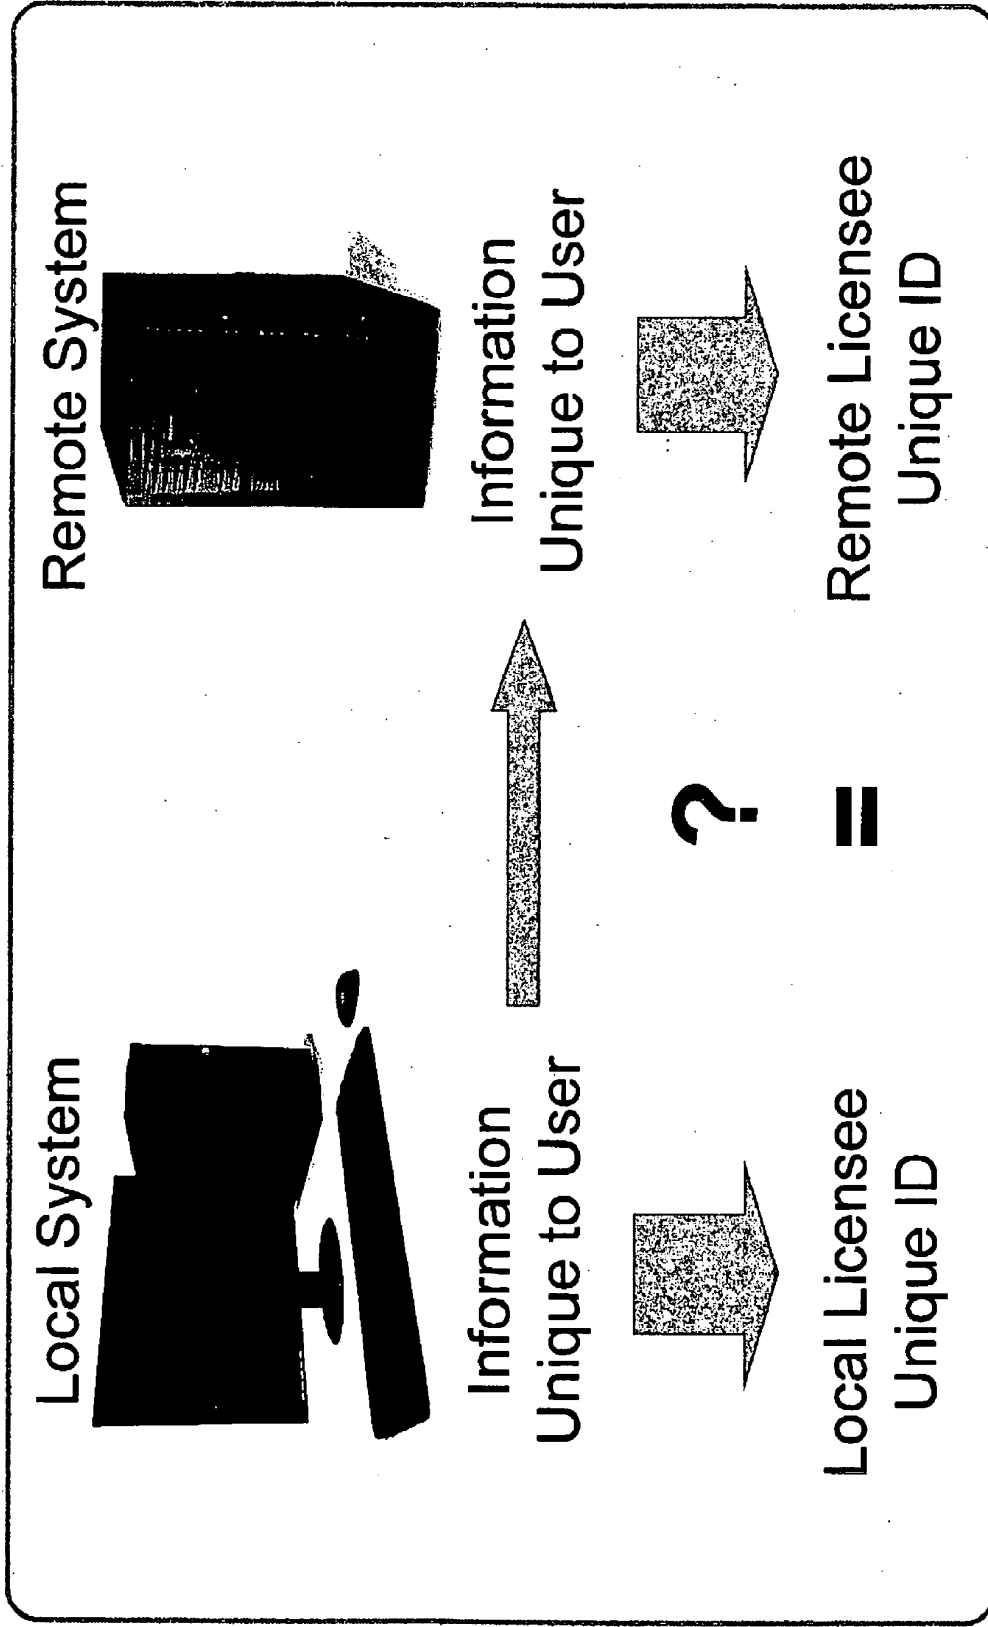 Local System
Remote System
Information
Unique to User
Information
Unique to User
?
=
Local Licensee
Unique ID
Remote Licensee
Unique ID